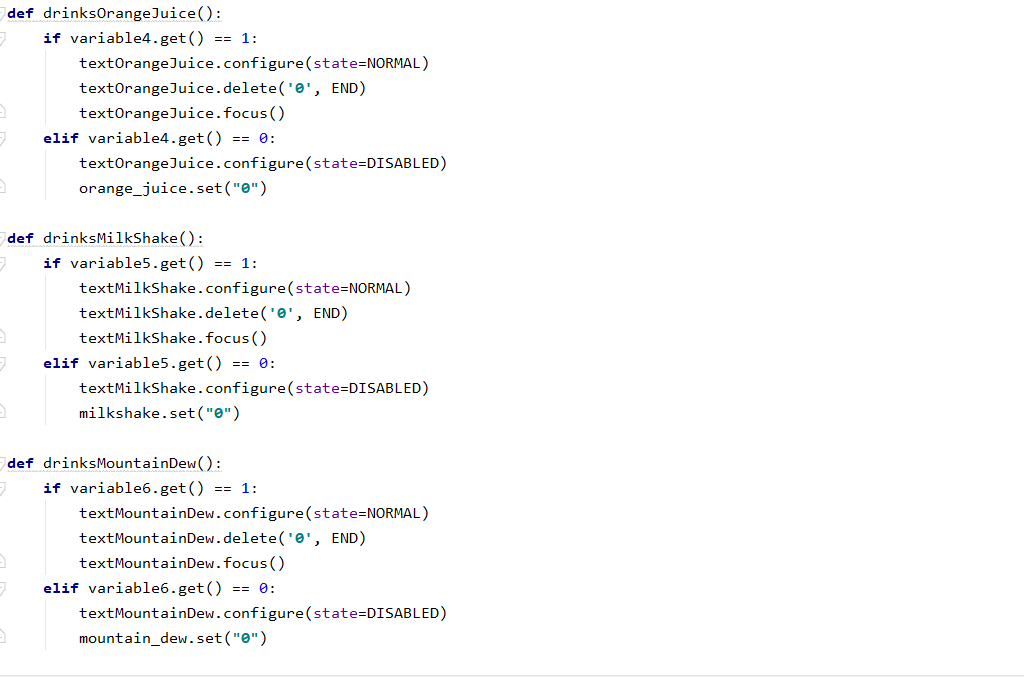 def drinksOrangeJuice():
    if variable4.get() == 1:
        textOrangeJuice.configure(state=NORMAL)
        textOrangeJuice.delete('0', END)
        textOrangeJuice.focus()
    elif variable4.get() == 0:
        textOrangeJuice.configure(state=DISABLED)
        orange_juice.set("0")
def drinksMilkShake():
    if variable5.get() == 1:
        textMilkShake.configure(state=NORMAL)
        textMilkShake.delete('0', END)
        textMilkShake.focus()
    elif variable5.get() == 0:
        textMilkShake.configure(state=DISABLED)
        milkshake.set("0")
def drinksMountainDew():
    if variable6.get() == 1:
        textMountainDew.configure(state=NORMAL)
        textMountainDew.delete('0', END)
        textMountainDew.focus()
    elif variable6.get() == 0:
        textMountainDew.configure(state=DISABLED)
        mountain_dew.set("0")